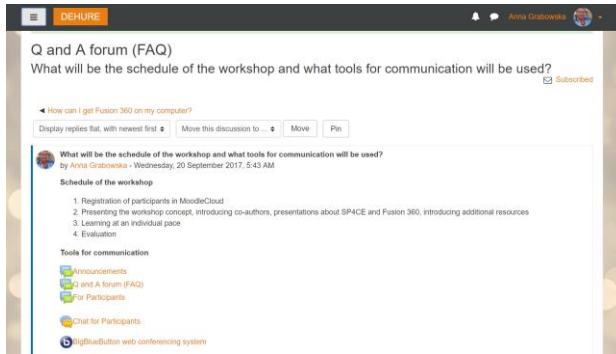 DEHURE
Anna Grabowska
Q and A forum (FAQ)
What will be the schedule of the workshop and what tools for communication will be used?
Subscribed
◄ How can I get Fusion 360 on my computer?
Display replies flat, with newest first
Move this discussion to ...
Move
Pin
What will be the schedule of the workshop and what tools for communication will be used?
by Anna Grabowska - Wednesday, 20 September 2017, 5:43 AM
Schedule of the workshop
1. Registration of participants in MoodleCloud
2. Presenting the workshop concept, introducing co-authors, presentations about SP4CE and Fusion 360, introducing additional resources
3. Learning at an individual pace
4. Evaluation
Tools for communication
Announcements
Q and A forum (FAQ)
For Participants
Chat for Participants
BigBlueButton web conferencing system